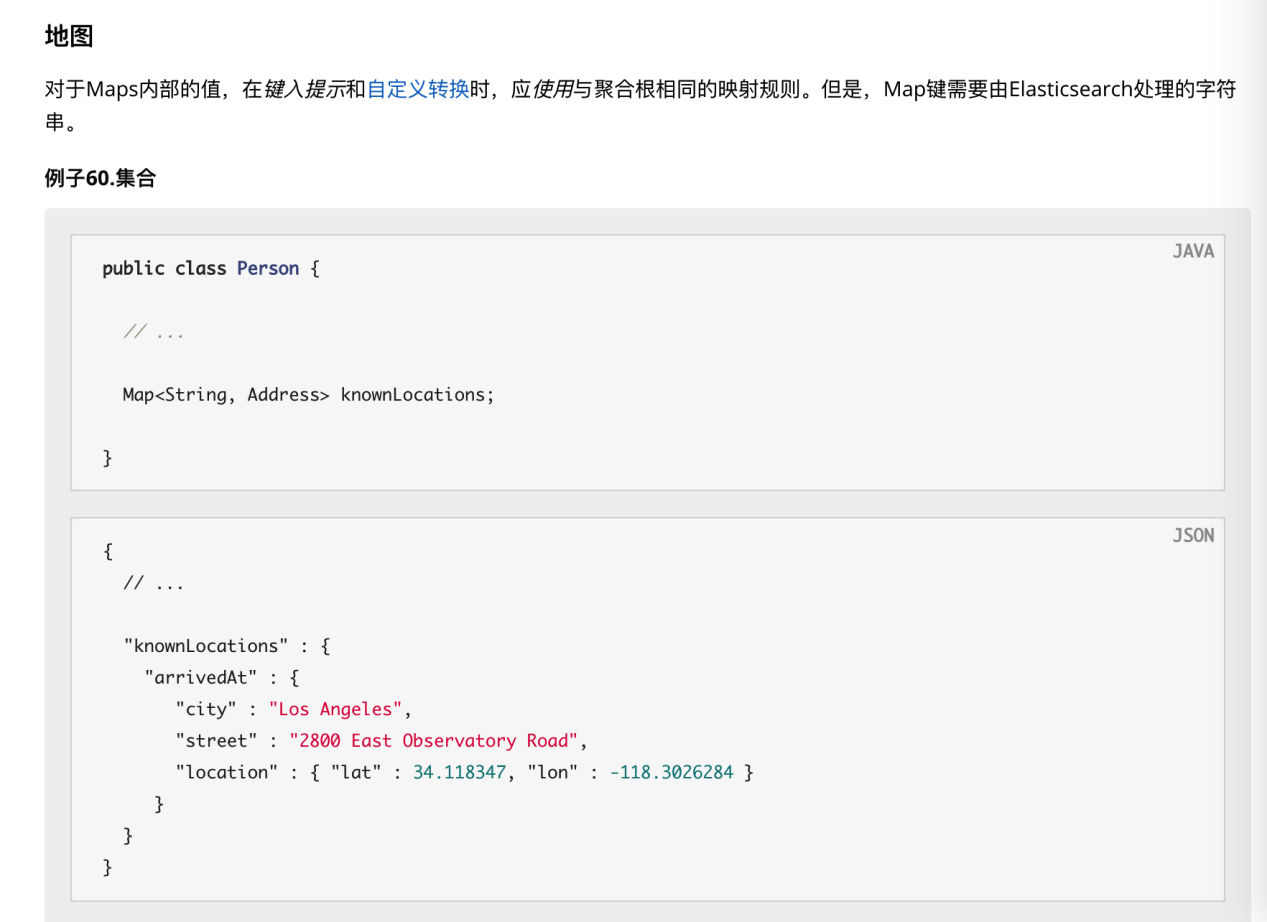 地图
对于Maps内部的值，在键入提示和自定义转换时，应使用与聚合根相同的映射规则。但是，Map键需要由Elasticsearch处理的字符
串。
例子60.集合
JAVA
public class Person {
// ...
Map<String, Address> knownLocations;
}
JSON
{
// ...
"knownLocations" : {
"arrivedAt" : {
"city" : "Los Angeles",
"street" : "2800 East Observatory Road",
"location" : { "lat" : 34.118347, "lon" : -118.3026284 }
}
}
}